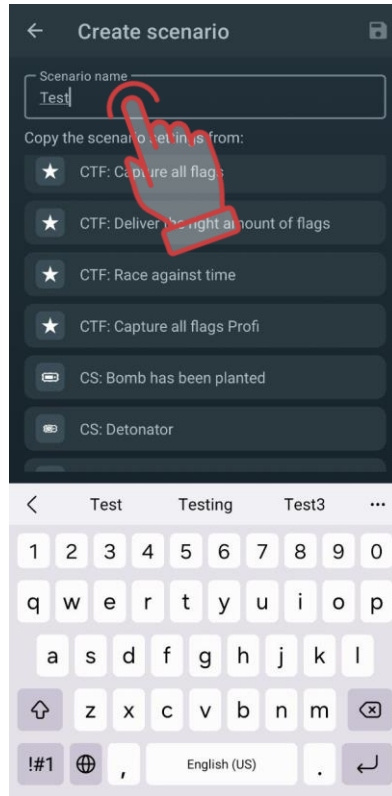 Create scenario
Scenario name
Test
Copy the scenario settings from:
CTF: Capture all flags
CTF: Deliver the right amount of flags
CTF: Race against time
CTF: Capture all flags Profi
CS: Bomb has been planted
CS: Detonator
Test Testing Test3 ...
1 2 3 4 5 6 7 8 9 0
q w e r t y u i o p
a s d f g h j k l
z x c v b n m
!#1 , English (US) .